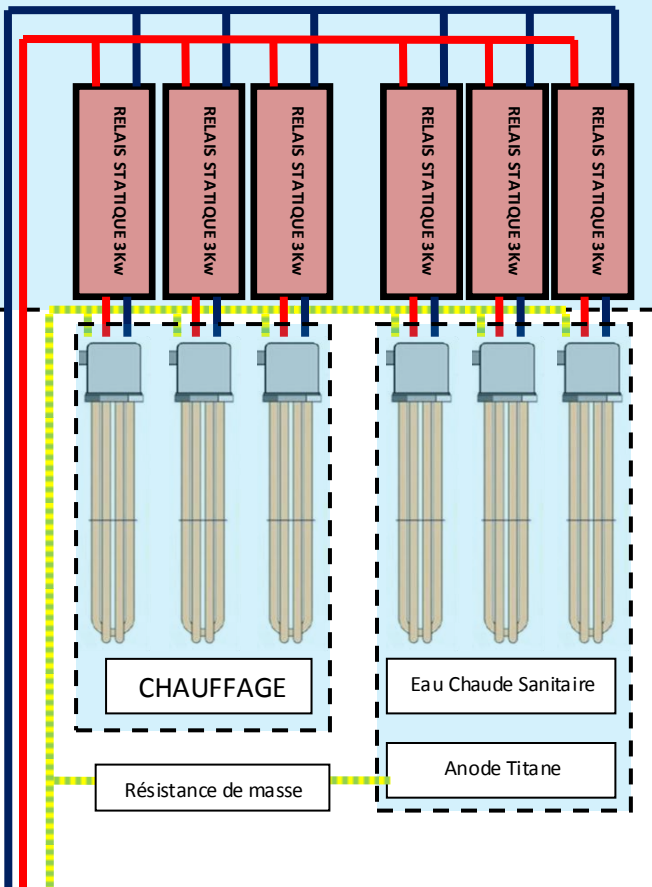 RELAIS STATIQUE 3Kw
RELAIS STATIQUE 3Kw
RELAIS STATIQUE 3Kw
RELAIS STATIQUE 3Kw
RELAIS STATIQUE 3Kw
RELAIS STATIQUE 3Kw
CHAUFFAGE
Eau Chaude Sanitaire
Anode Titane
Résistance de masse